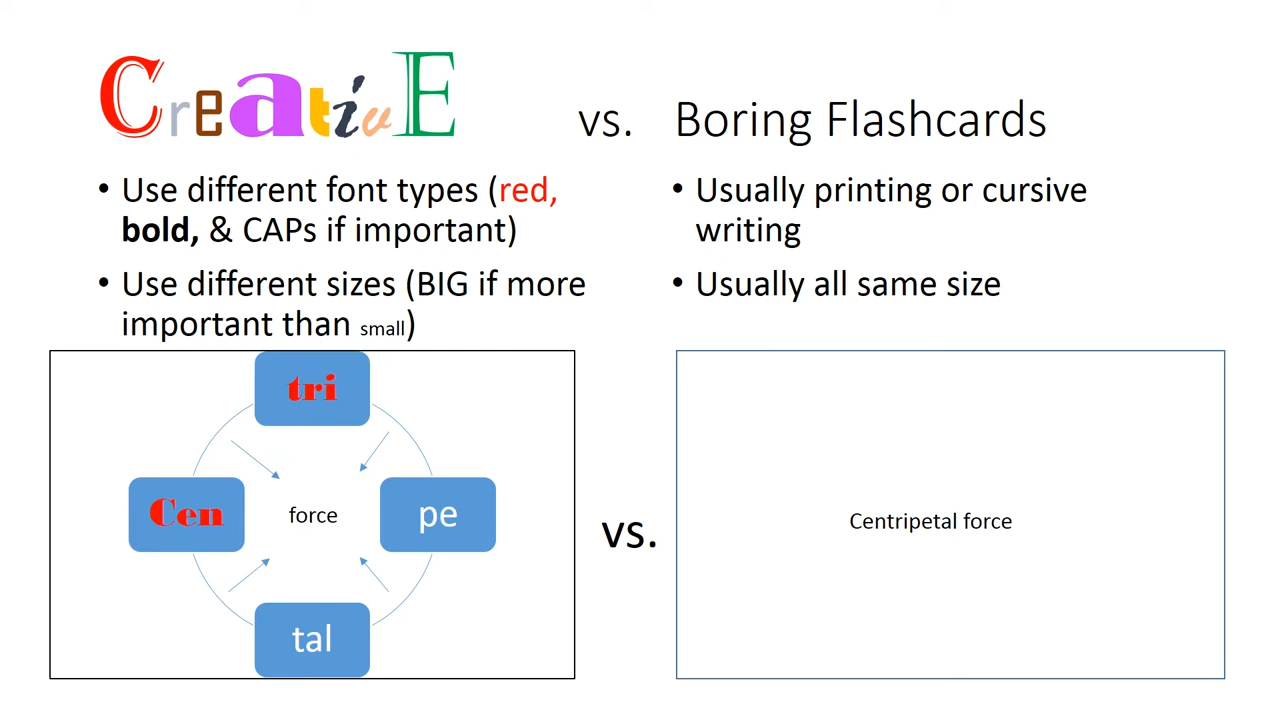 CreativE vs. Boring Flashcards
• Use different font types (red,
bold, & CAPs if important)
• Use different sizes (BIG if more
important than small)
• Usually printing or cursive
writing
• Usually all same size
tri
Cen
force
pe
tal
vs.
Centripetal force